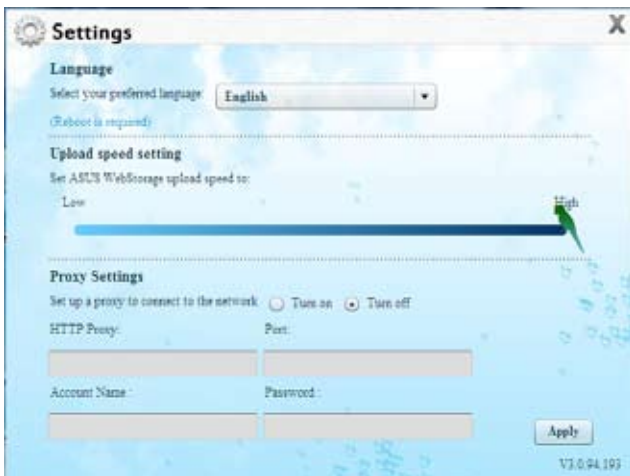 Settings
X
Language
Select your preferred language: English
(Reboot is required)
Upload speed setting
Set ASUS WebStorage upload speed to:
Low High
Proxy Settings
Set up a proxy to connect to the network Turn on Turn off
HTTP Proxy: Port:
Account Name : Password :
Apply
V3.0.94.193